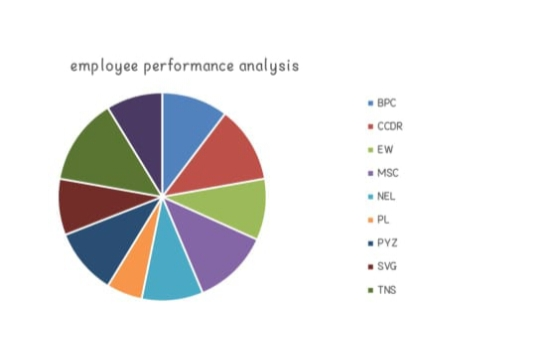 employee performance analysis
BPC
CCDR
EW
MSC
NEL
PL
PYZ
SVG
TNS